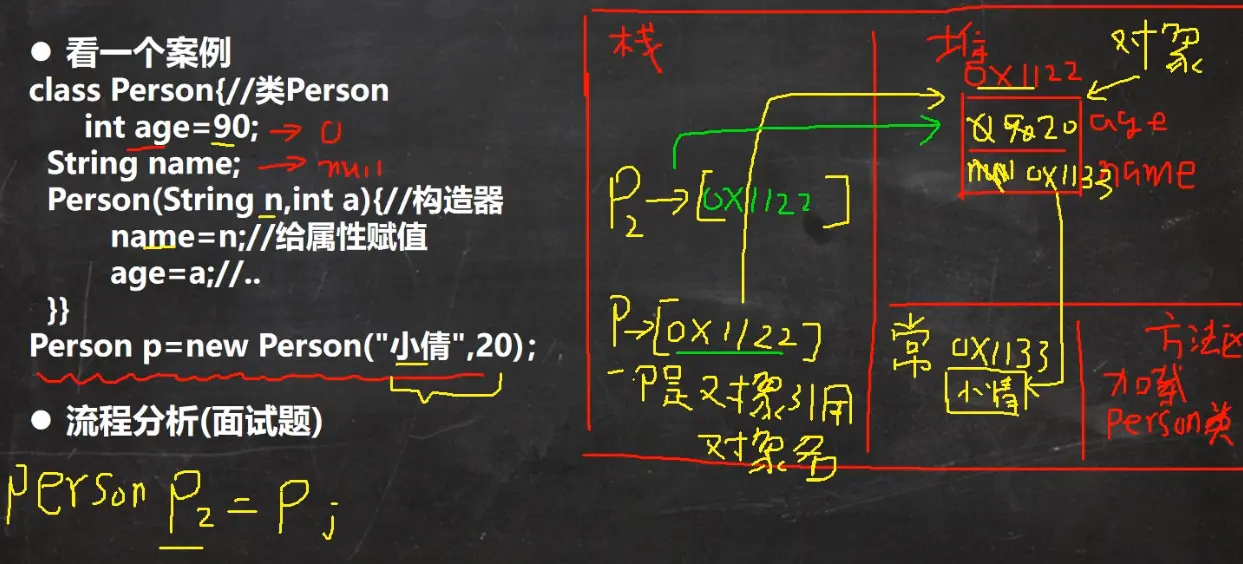 ● 看一个案例
class Person{//类Person
int age=90; → 0
String name; → null
Person(String n,int a){//构造器
name=n;//给属性赋值
age=a;//..
}}
Person p=new Person("小倩",20);
● 流程分析(面试题)
person P2 = P;
栈
P2→[0X1122]
P→[0X1122]
P是对象引用
对象名
堆
对象
0X1122
0 90 20 age
null 0X1133 name
常
0X1133
小倩
方法区
加载
Person类